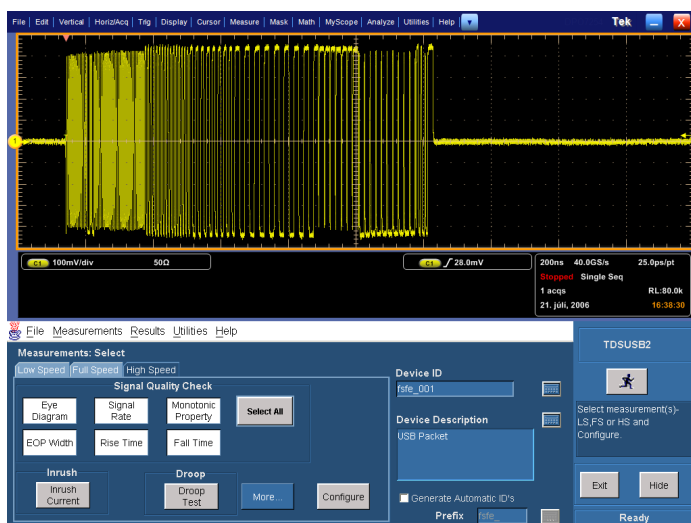 File | Edit | Vertical | Horiz/Acq | Trig | Display | Cursor | Measure | Mask | Math | MyScope | Analyze | Utilities | Help | Tek X
1
C1 100mV/div 50Ω
C1 28.0mV
200ns 40.0GS/s 25.0ps/pt
Stopped Single Seq
1 acqs RL:80.0k
21. júli, 2006 16:38:30
File Measurements Results Utilities Help
Measurements: Select
Low Speed Full Speed High Speed
Signal Quality Check
Eye Diagram
Signal Rate
Monotonic Property
Select All
EOP Width
Rise Time
Fall Time
Inrush
Inrush Current
Droop
Droop Test
More...
Configure
Device ID
fsfe_001
Device Description
USB Packet
Generate Automatic ID's
Prefix fsfe_
TDSUSB2
Select measurement(s)-
LS,FS or HS and
Configure.
Exit Hide
Ready